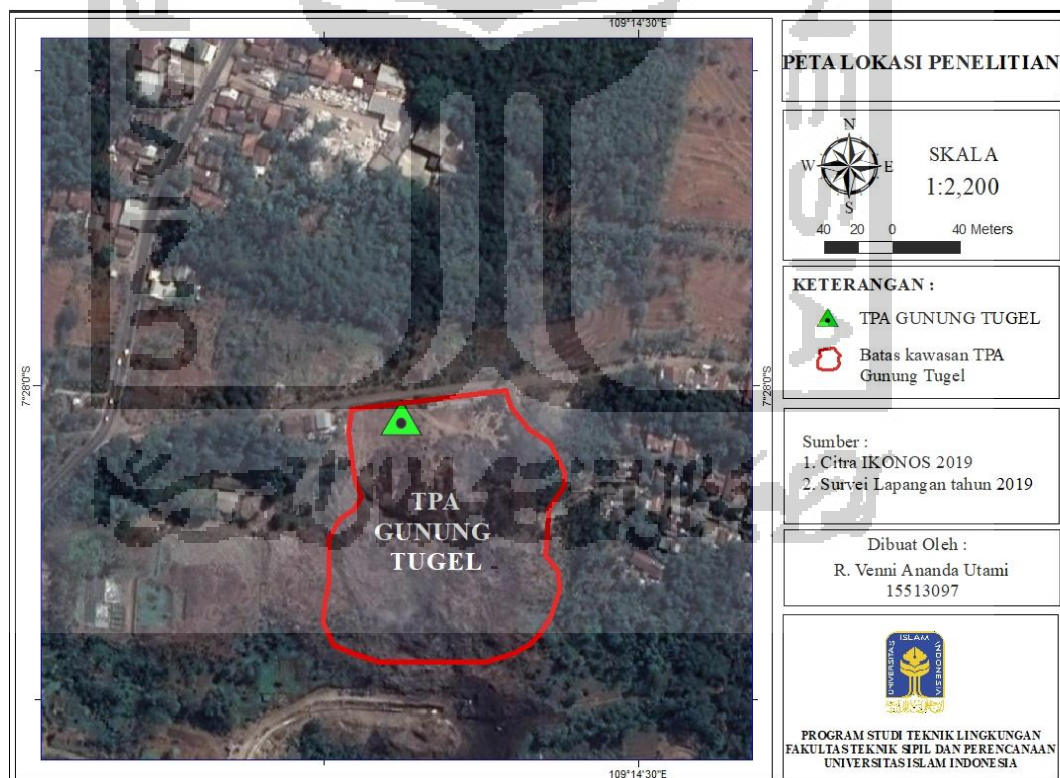 109°14'30"E
7°28'0"S
7°28'0"S
TPA
GUNUNG
TUGEL
109°14'30"E
PETA LOKASI PENELITIAN
N
W E
S
SKALA
1:2,200
40 20 0 40 Meters
KETERANGAN :
TPA GUNUNG TUGEL
Batas kawasan TPA
Gunung Tugel
Sumber :
1. Citra IKONOS 2019
2. Survei Lapangan tahun 2019
Dibuat Oleh :
R. Venni Ananda Utami
15513097
UNIVERSITAS ISLAM INDONESIA
PROGRAM STUDI TEKNIK LINGKUNGAN
FAKULTAS TEKNIK SIPIL DAN PERENCANAAN
UNIVERSITAS ISLAM INDONESIA